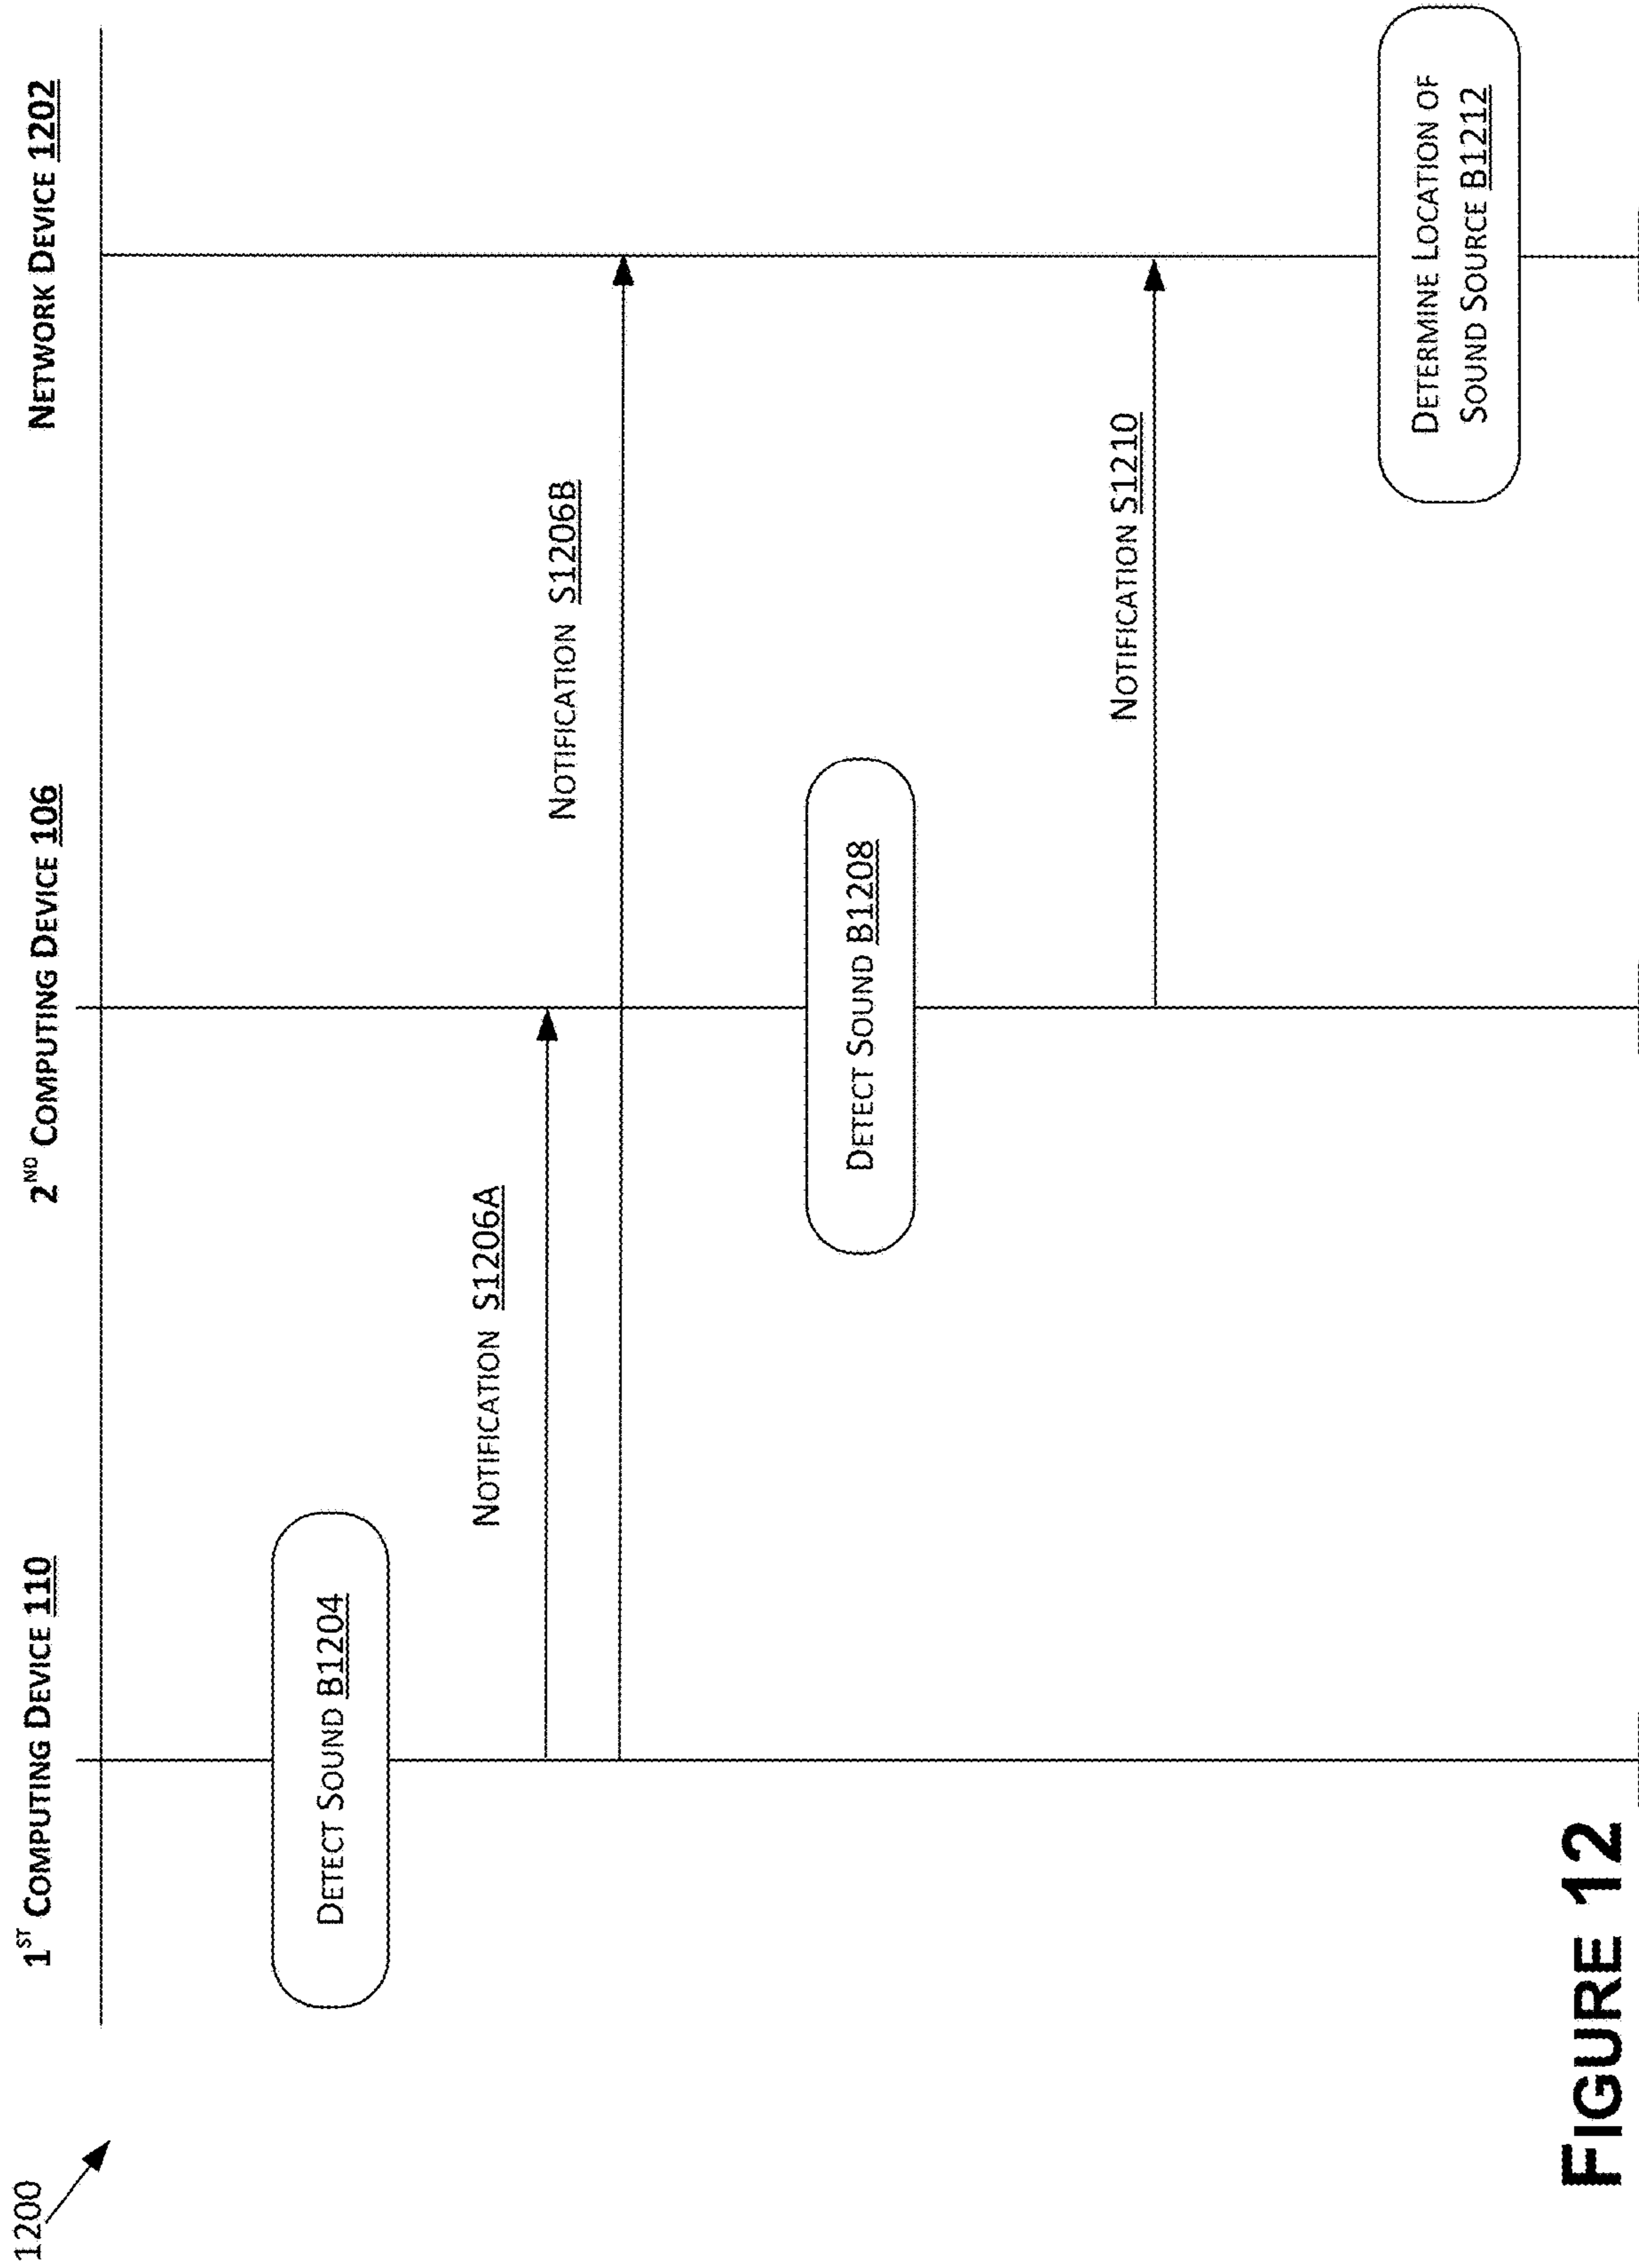 1200
1ST COMPUTING DEVICE 110
2ND COMPUTING DEVICE 106
NETWORK DEVICE 1202
DETECT SOUND B1204
NOTIFICATION S1206A
NOTIFICATION S1206B
DETECT SOUND B1208
NOTIFICATION S1210
DETERMINE LOCATION OF
SOUND SOURCE B1212
FIGURE 12